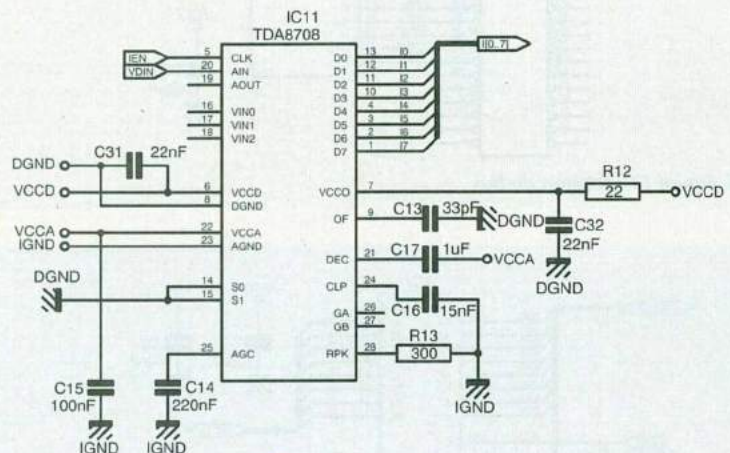 IC11
TDA8708
IEN 5 CLK
VDIN 20 AIN
19 AOUT
16 VIN0
17 VIN1
18 VIN2
C31 22nF
DGND
VCCD
6 VCCD
8 DGND
VCCA 22 VCCA
IGND 23 AGND
DGND
14 S0
15 S1
25 AGC
C15
100nF
IGND
C14
220nF
IGND
D0 13 I0
D1 12 I1
D2 11 I2
D3 10 I3
D4 4 I4
D5 3 I5
D6 2 I6
D7 1 I7
I[0..7]
VCCO 7
R12
22
VCCD
OF 9 C13 33pF DGND
C32
22nF
DGND
DEC 21 C17 1uF VCCA
CLP 24
C16 15nF
GA 26
GB 27
RPK 28 R13
300
IGND